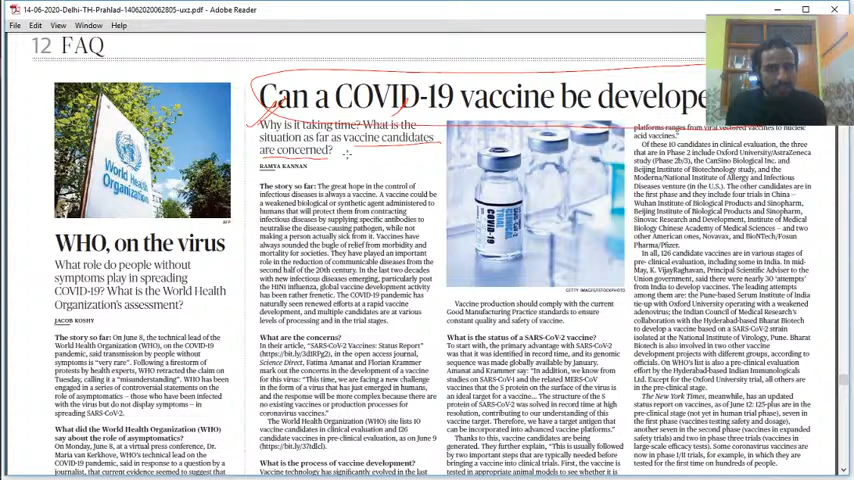 14-06-2020-Delhi-TH-Prahlad-14062020062805-uxz.pdf - Adobe Reader
File Edit View Window Help
12 FAQ
World Health
Organization
AFP
WHO, on the virus
What role do people without
symptoms play in spreading
COVID-19? What is the World Health
Organization's assessment?
JACOB KOSHY
The story so far: On June 8, the technical lead of the
World Health Organization (WHO), on the COVID-19
pandemic, said transmission by people without
symptoms is "very rare". Following a firestorm of
protests by health experts, WHO retracted the claim on
Tuesday, calling it a "misunderstanding". WHO has
been engaged in a series of controversial statements on
the role of asymptomatics – those who have been
infected with the virus but do not display symptoms – in
spreading SARS-CoV-2.
What did the World Health Organization (WHO)
say about the role of asymptomatics?
On Monday, June 8, at a virtual press conference, Dr.
Maria van Kerkhove, WHO's technical lead on the
COVID-19 pandemic, said in response to a question by a
journalist, that current evidence seemed to suggest that
Can a COVID-19 vaccine be develope
Why is it taking time? What is the
situation as far as vaccine candidates
are concerned?
RAMYA KANNAN
The story so far: The great hope in the control of
infectious diseases is always a vaccine. A vaccine could be
a weakened biological or synthetic agent administered to
humans that will protect them from contracting
infectious diseases by supplying specific antibodies to
neutralise the disease-causing pathogen, while not
making a person actually sick from it. Vaccines have
always sounded the bugle of relief from morbidity and
mortality for societies. They have played an important
role in the reduction of communicable diseases from the
second half of the 20th century. In the last two decades
with new infectious diseases emerging, particularly post
the H1N1 influenza, global vaccine development activity
has been rather frenetic. The COVID-19 pandemic has
naturally seen renewed efforts at a rapid vaccine
development, and multiple candidates are at various
levels of processing and in the trial stages.
What are the concerns?
In their article, "SARS-CoV-2 Vaccines: Status Report"
(https://bit.ly/3d1RPg2), in the open access journal,
Science Direct, Fatima Amanat and Florian Krammer
mark out the concerns in the development of a vaccine
for this virus: "This time, we are facing a new challenge
in the form of a virus that has just emerged in humans,
and the response will be more complex because there are
no existing vaccines or production processes for
coronavirus vaccines."
The World Health Organization (WHO) site lists 10
vaccine candidates in clinical evaluation, and 126
candidate vaccines in pre-clinical evaluation, as on June 9
What is the process of vaccine development?
Vaccine technology has significantly evolved in the last
GETTY IMAGES/ISTOCKPHOTO
Vaccine production should comply with the current
Good Manufacturing Practice standards to ensure
constant quality and safety of vaccine.
What is the status of a SARS-CoV-2 vaccine?
To start with, the primary advantage with SARS-CoV-2
was that it was identified in record time, and its genomic
sequence was made globally available by January.
Amanat and Krammer say: "In addition, we know from
studies on SARS-CoV-1 and the related MERS-CoV
vaccines that the S protein on the surface of the virus is
an ideal target for a vaccine... The structure of the S
protein of SARS-CoV-2 was solved in record time at high
resolution, contributing to our understanding of this
vaccine target. Therefore, we have a target antigen that
can be incorporated into advanced vaccine platforms."
Thanks to this, vaccine candidates are being
generated. They further explain, "This is usually followed
by two important steps that are typically needed before
bringing a vaccine into clinical trials. First, the vaccine is
tested in appropriate animal models to see whether it is
platforms ranges from viral vectored vaccines to nucleic
acid vaccines."
Of these 10 candidates in clinical evaluation, the three
that are in Phase 2 include Oxford University/AstraZeneca
study (Phase 2b/3), the CanSino Biological Inc. and
Beijing Institute of Biotechnology study, and the
Moderna/National Institute of Allergy and Infectious
Diseases venture (in the U.S.). The other candidates are in
the first phase and they include four trials in China –
Wuhan Institute of Biological Products and Sinopharm,
Beijing Institute of Biological Products and Sinopharm,
Sinovac Research and Development, Institute of Medical
Biology Chinese Academy of Medical Sciences – and two
other American ones, Novavax, and BioNTech/Fosun
Pharma/Pfizer.
In all, 126 candidate vaccines are in various stages of
pre- clinical evaluation, including some in India. In mid-
May, K. VijayRaghavan, Principal Scientific Adviser to the
Union government, said there were nearly 30 'attempts'
from India to develop vaccines. The leading attempts
among them are: the Pune-based Serum Institute of India
tie-up with Oxford University operating with a weakened
adenovirus; the Indian Council of Medical Research's
collaboration with the Hyderabad-based Bharat Biotech
to develop a vaccine based on a SARS-CoV-2 strain
isolated at the National Institute of Virology, Pune. Bharat
Biotech is also involved in two other vaccine
development projects with different groups, according to
officials. On WHO's list is also a pre-clinical evaluation
effort by the Hyderabad-based Indian Immunologicals
Ltd. Except for the Oxford University trial, all others are
in the pre-clinical stage.
The New York Times, meanwhile, has an updated
status report on vaccines, as of June 12: 125-plus are in the
pre-clinical stage (not yet in human trial phase), seven in
the first phase (vaccines testing safety and dosage),
another seven in the second phase (vaccines in expanded
safety trials) and two in phase three trials (vaccines in
large-scale efficacy tests). Some coronavirus vaccines are
now in phase I/II trials, for example, in which they are
tested for the first time on hundreds of people.